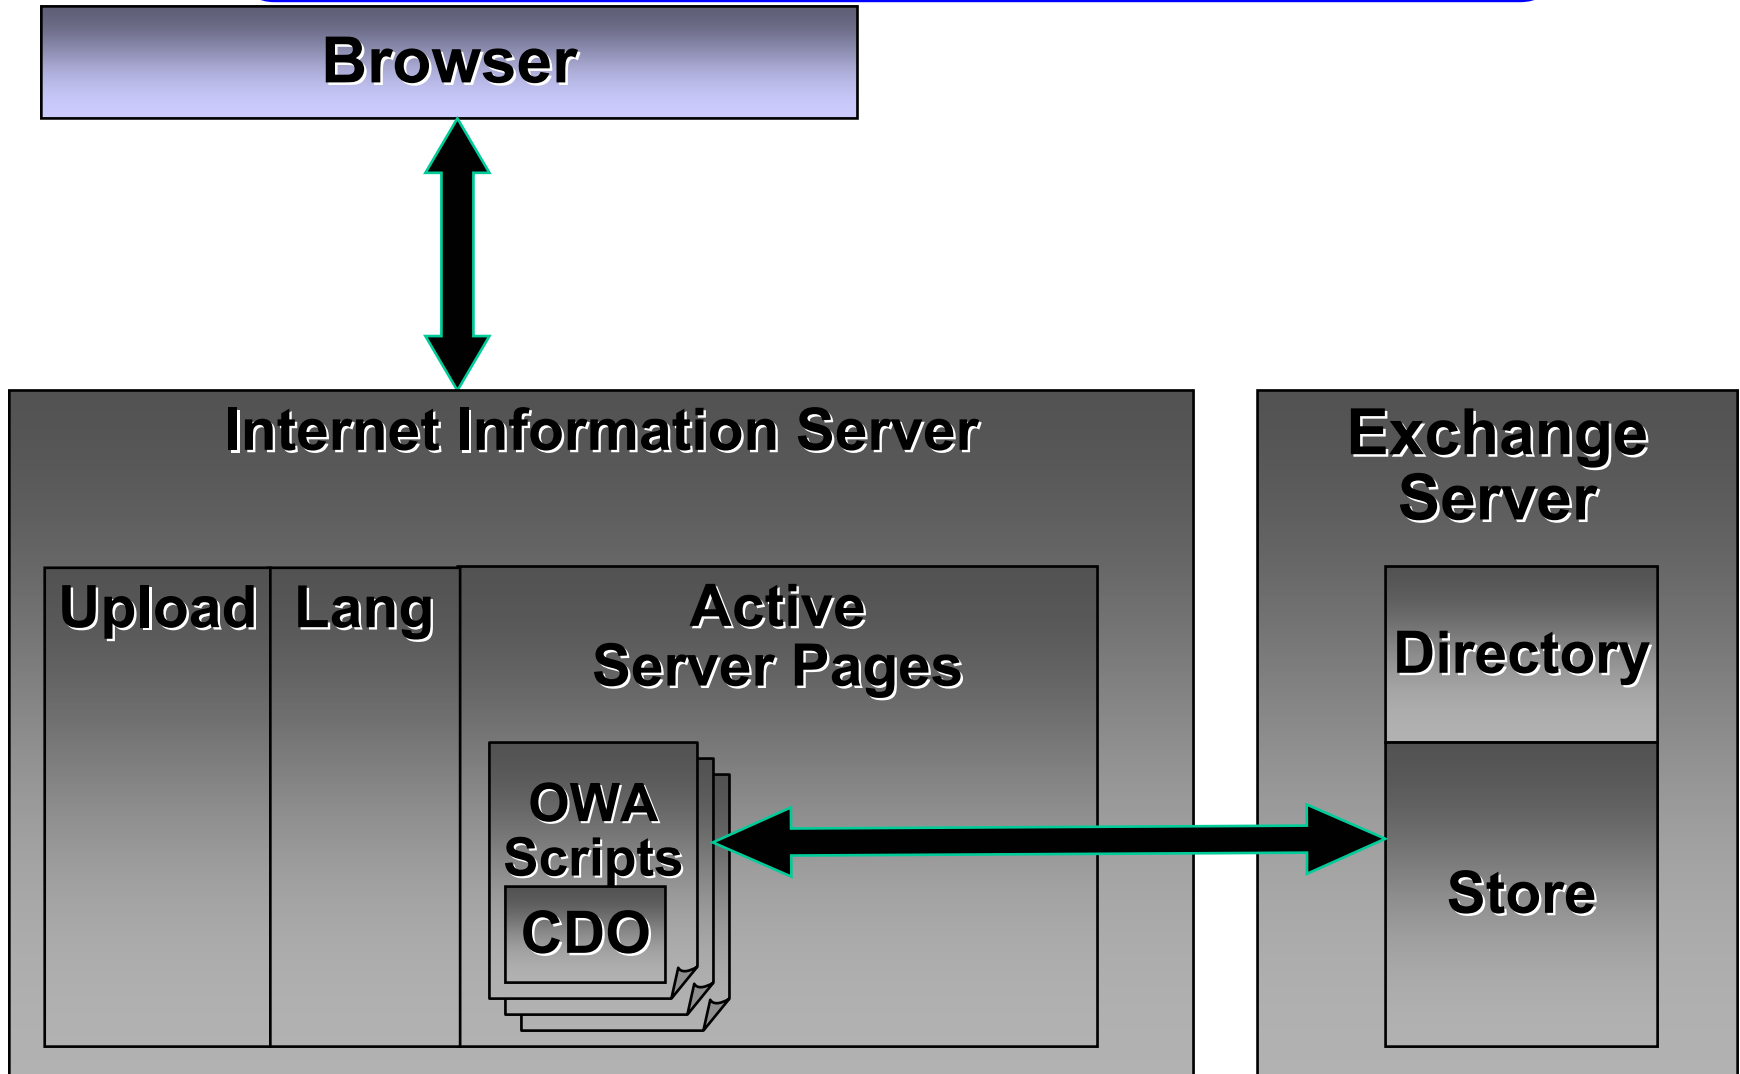 Browser
Internet Information Server
Exchange
Server
Upload
Lang
Active
Server Pages
Directory
OWA
Scripts
CDO
Store